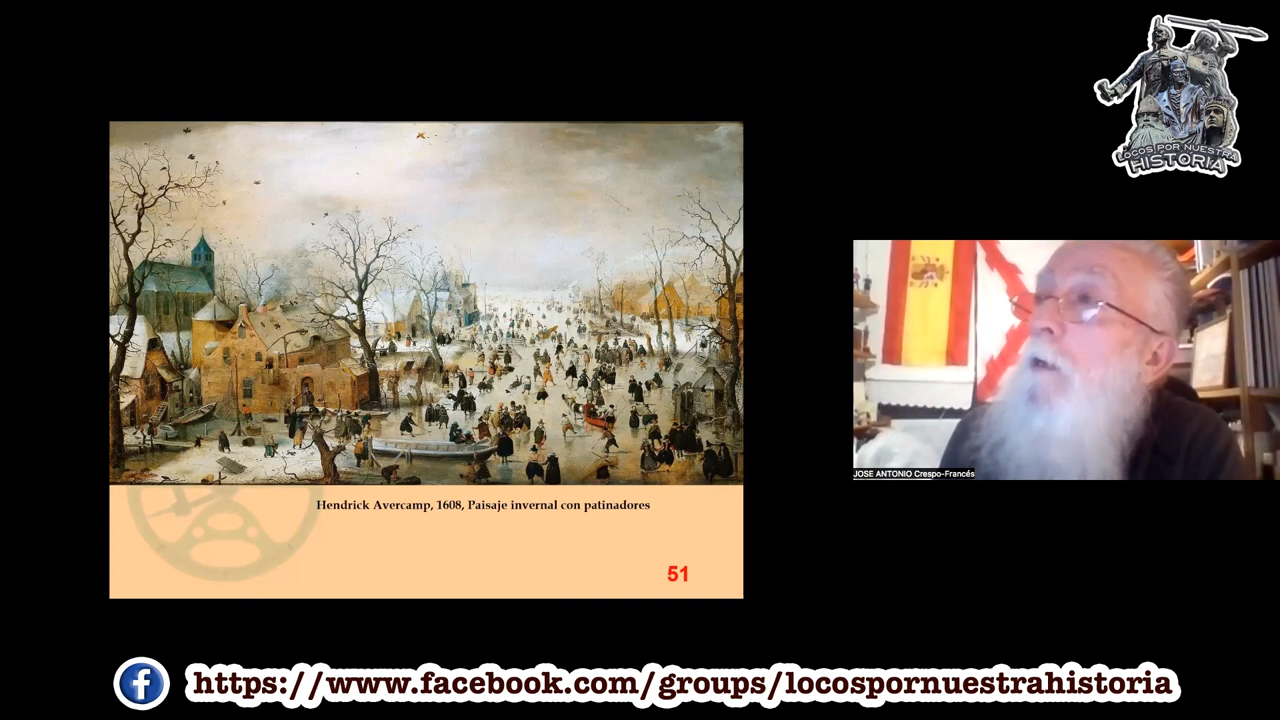 LOCOS POR NUESTRA
HISTORIA
JOSE ANTONIO Crespo-Francés
Hendrick Avercamp, 1608, Paisaje invernal con patinadores
51
f
https://www.facebook.com/groups/locospornuestrahistoria